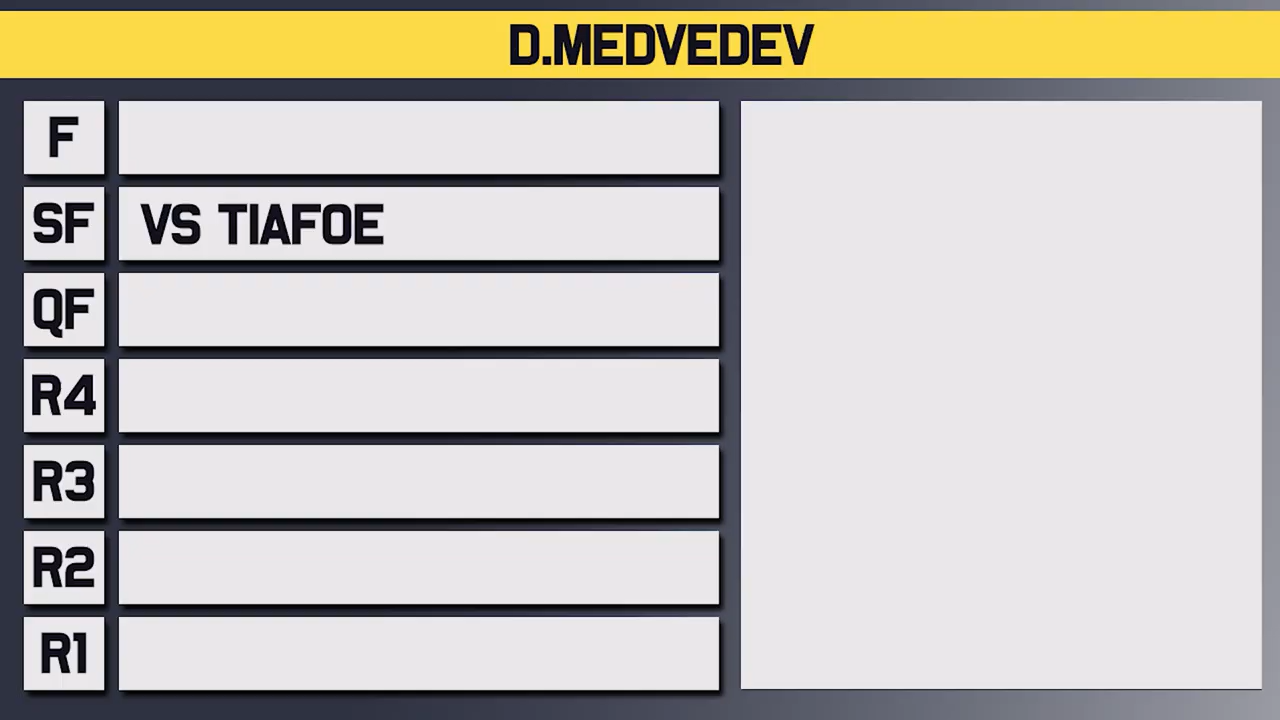 D.MEDVEDEV
F
SF VS TIAFOE
QF
R4
R3
R2
R1